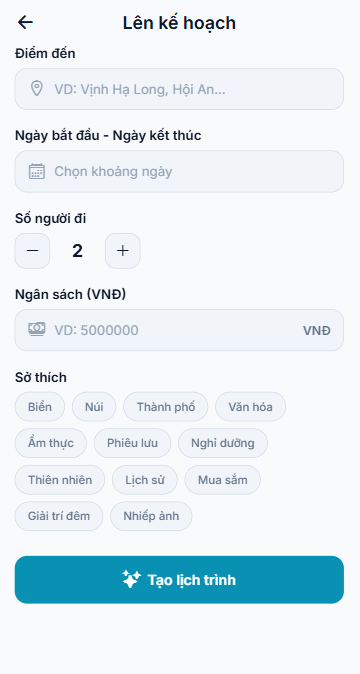 Lên kế hoạch
Điểm đến
VD: Vịnh Hạ Long, Hội An...
Ngày bắt đầu - Ngày kết thúc
Chọn khoảng ngày
Số người đi
2
Ngân sách (VNĐ)
VD: 5000000 VNĐ
Sở thích
Biển Núi Thành phố Văn hóa
Ẩm thực Phiêu lưu Nghỉ dưỡng
Thiên nhiên Lịch sử Mua sắm
Giải trí đêm Nhiếp ảnh
Tạo lịch trình